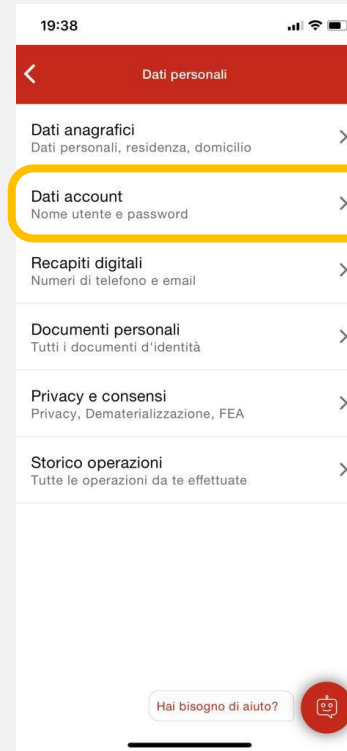 19:38
Dati personali
Dati anagrafici
Dati personali, residenza, domicilio
Dati account
Nome utente e password
Recapiti digitali
Numeri di telefono e email
Documenti personali
Tutti i documenti d'identità
Privacy e consensi
Privacy, Dematerializzazione, FEA
Storico operazioni
Tutte le operazioni da te effettuate
Hai bisogno di aiuto?